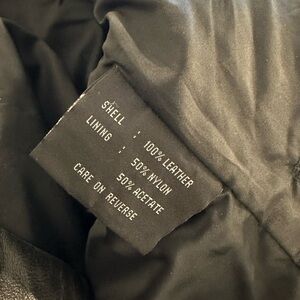 SHELL : 100% LEATHER
LINING : 50% NYLON
50% ACETATE
CARE ON REVERSE